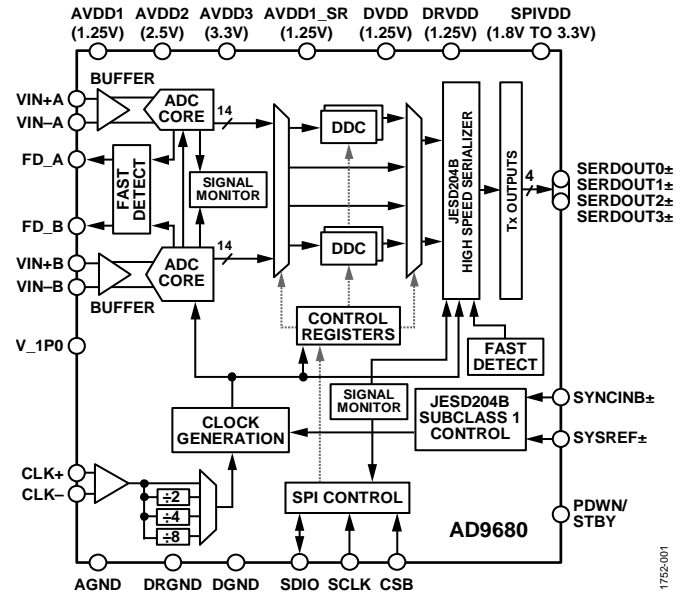 AVDD1 AVDD2 AVDD3 AVDD1_SR DVDD DRVDD SPIVDD
(1.25V) (2.5V) (3.3V) (1.25V) (1.25V) (1.25V) (1.8V TO 3.3V)
BUFFER
VIN+A
VIN–A
ADC
CORE
14
DDC
JESD204B
HIGH SPEED SERIALIZER
Tx OUTPUTS
4
SERDOUT0±
SERDOUT1±
SERDOUT2±
SERDOUT3±
FD_A
FAST
DETECT
SIGNAL
MONITOR
FD_B
VIN+B
VIN–B
ADC
CORE
14
DDC
BUFFER
CONTROL
REGISTERS
V_1P0
FAST
DETECT
SIGNAL
MONITOR
JESD204B
SUBCLASS 1
CONTROL
SYNCINB±
SYSREF±
CLOCK
GENERATION
CLK+
CLK–
÷2
÷4
÷8
SPI CONTROL
PDWN/
STBY
AD9680
AGND DRGND DGND SDIO SCLK CSB
1752-001